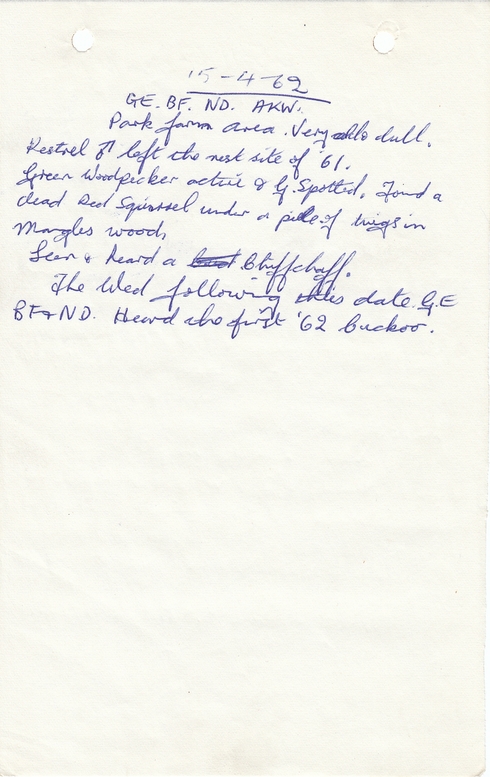 15-4-62
GE. BF. ND. AKW.
Park farm area. Very dull.
Kestrel ♂ left the nest site of '61.
Green Woodpecker active & G. Spotted. Found a
dead Red Squirrel under a pile of twigs in
Mangles wood,
Seen & Heard a Chiffchaff.
The Wed following this date. G.E
BF & ND. Heard the first '62 Cuckoo.